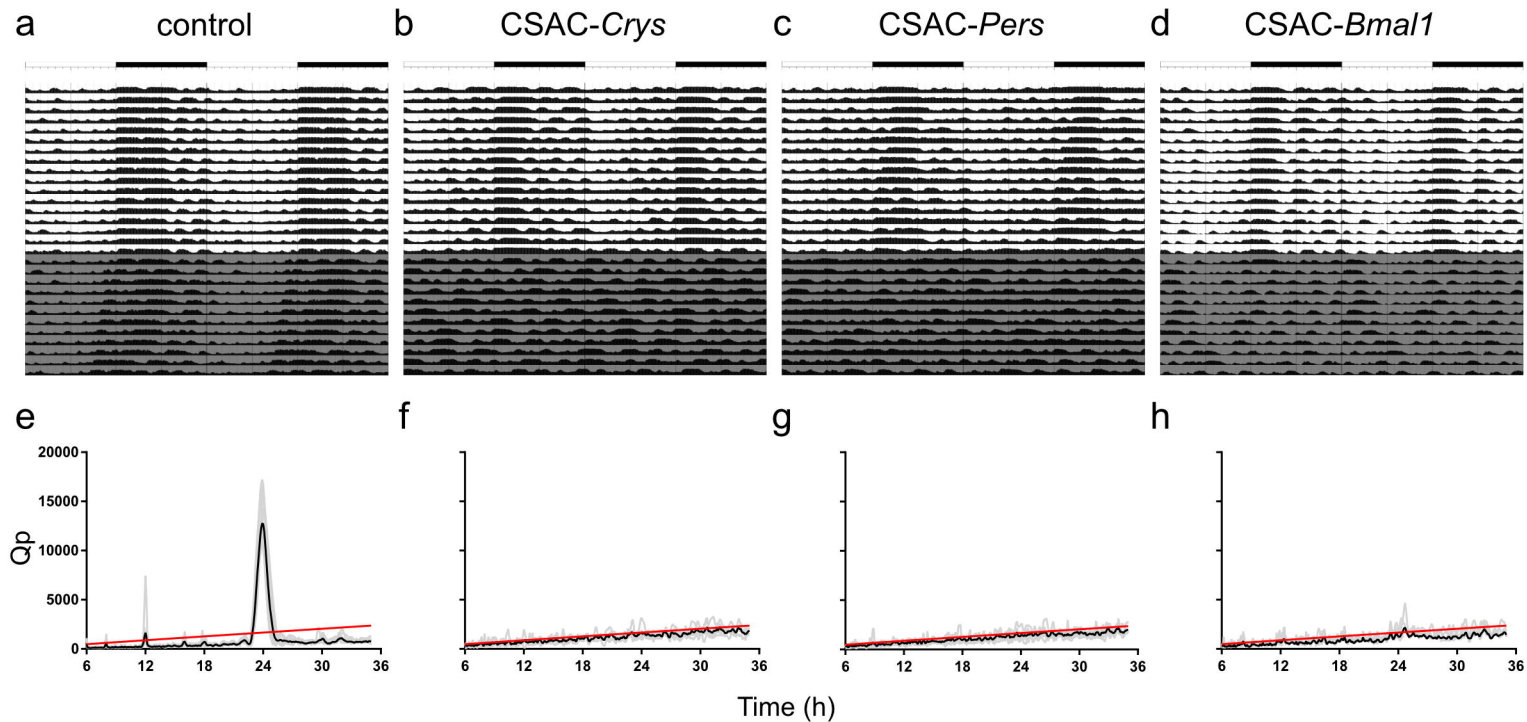 a control b CSAC-Crys c CSAC-Pers d CSAC-Bmal1
e f g h
20000
15000
10000
5000
0
Qp
6 12 18 24 30 36 6 12 18 24 30 36 6 12 18 24 30 36 6 12 18 24 30 36
Time (h)